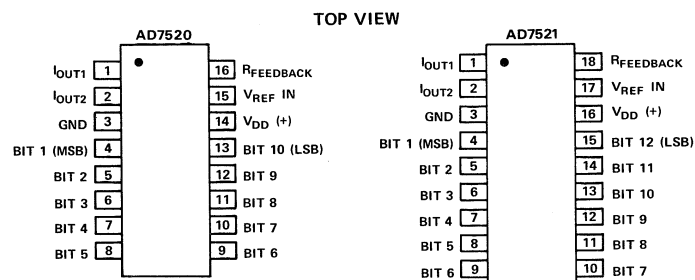 TOP VIEW
AD7520
IOUT1 1
IOUT2 2
GND 3
BIT 1 (MSB) 4
BIT 2 5
BIT 3 6
BIT 4 7
BIT 5 8
16 RFEEDBACK
15 VREF IN
14 VDD (+)
13 BIT 10 (LSB)
12 BIT 9
11 BIT 8
10 BIT 7
9 BIT 6
AD7521
IOUT1 1
IOUT2 2
GND 3
BIT 1 (MSB) 4
BIT 2 5
BIT 3 6
BIT 4 7
BIT 5 8
BIT 6 9
18 RFEEDBACK
17 VREF IN
16 VDD (+)
15 BIT 12 (LSB)
14 BIT 11
13 BIT 10
12 BIT 9
11 BIT 8
10 BIT 7